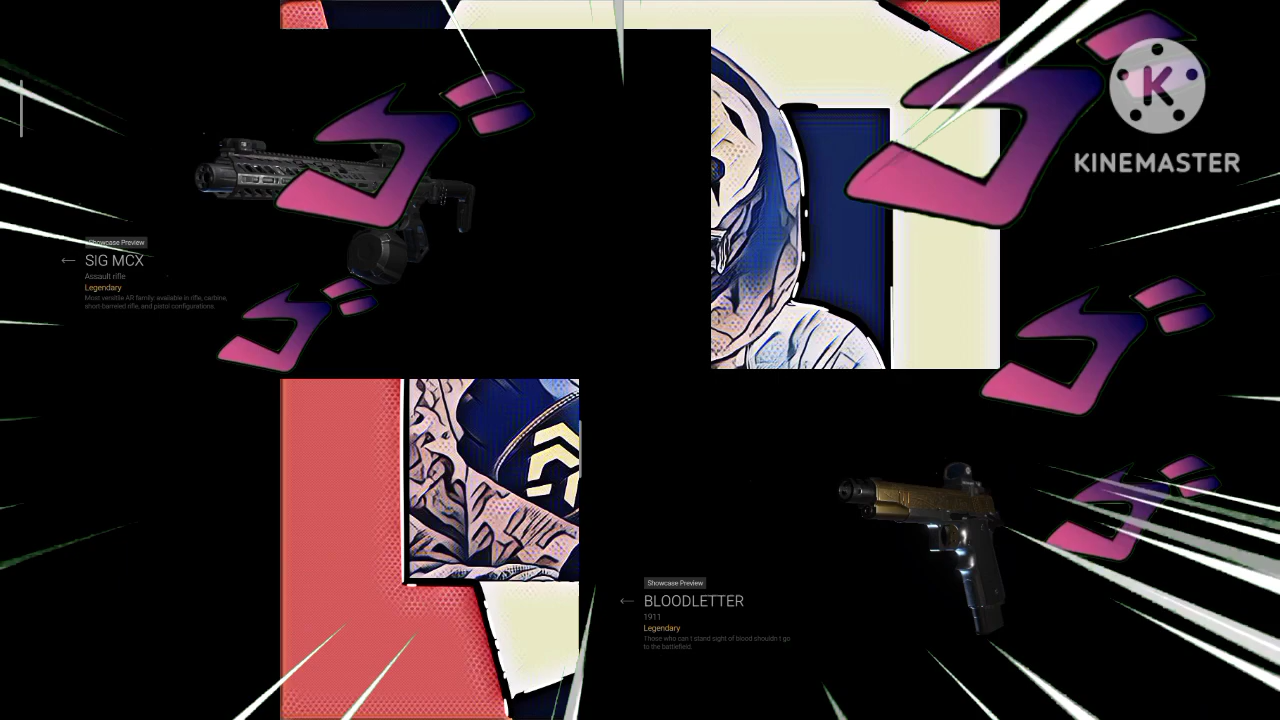 ゴ
ゴ
K
KINEMASTER
Showcase Preview
← SIG MCX
Assault rifle
Legendary
Most versitile AR family: available in rifle, carbine,
short-barreled rifle, and pistol configurations.
ゴ
ゴ
ゴ
Showcase Preview
← BLOODLETTER
1911
Legendary
Those who can t stand sight of blood shouldn t go
to the battlefield.